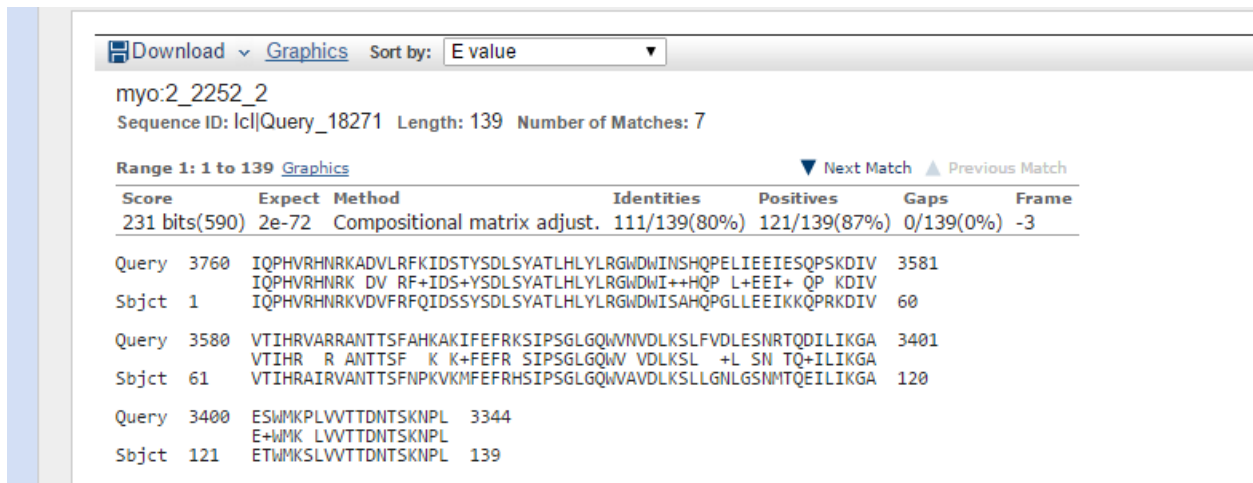 Download Graphics Sort by: E value
myo:2_2252_2
Sequence ID: lcl|Query_18271 Length: 139 Number of Matches: 7
Range 1: 1 to 139 Graphics Next Match Previous Match
Score Expect Method Identities Positives Gaps Frame
231 bits(590) 2e-72 Compositional matrix adjust. 111/139(80%) 121/139(87%) 0/139(0%) -3
Query 3760 IQPHVRHNRKADVLRFKIDSTYSDLSYATLHLYLRGWDWINSHQPELIEEIESQPSKDIV 3581
IQPHVRHNRK DV RF+IDS+YSDLSYATLHLYLRGWDWI++HQP L+EEI+ QP KDIV
Sbjct 1 IQPHVRHNRKVDVFRFQIDSSYSDLSYATLHLYLRGWDWISAHQPGLLEEIKKQPRKDIV 60
Query 3580 VTIHRVARRANTTSFAHKAKIFEFRKSIPSGLGQWVNVDLKSLFVDLESNRTQDILIKGA 3401
VTIHR R ANTTSF K K+FEFR SIPSGLGQWV VDLKSL +L SN TQ+ILIKGA
Sbjct 61 VTIHRAIRVANTTSFNPKVKMFEFRHSIPSGLGQWVAVDLKSLLGNLGSNMTQEILIKGA 120
Query 3400 ESWMKPLVVTTDNTSKNPL 3344
E+WMK LVVTTDNTSKNPL
Sbjct 121 ETWMKSLVVTTDNTSKNPL 139